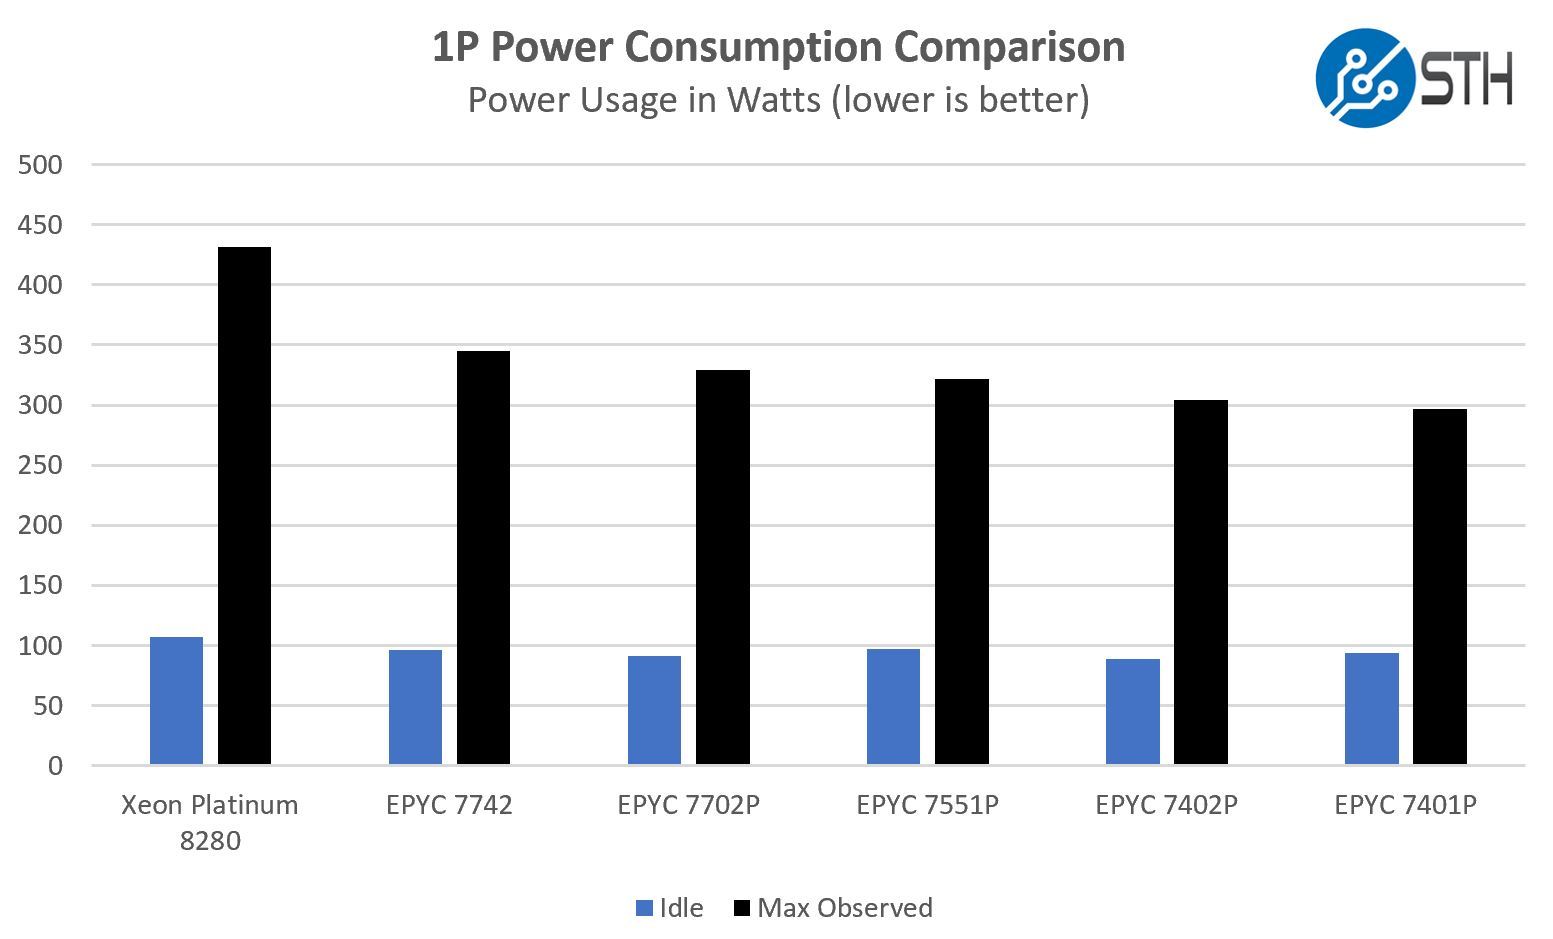 1P Power Consumption Comparison
Power Usage in Watts (lower is better)
STH
500
450
400
350
300
250
200
150
100
50
0
Xeon Platinum
8280
EPYC 7742
EPYC 7702P
EPYC 7551P
EPYC 7402P
EPYC 7401P
Idle
Max Observed